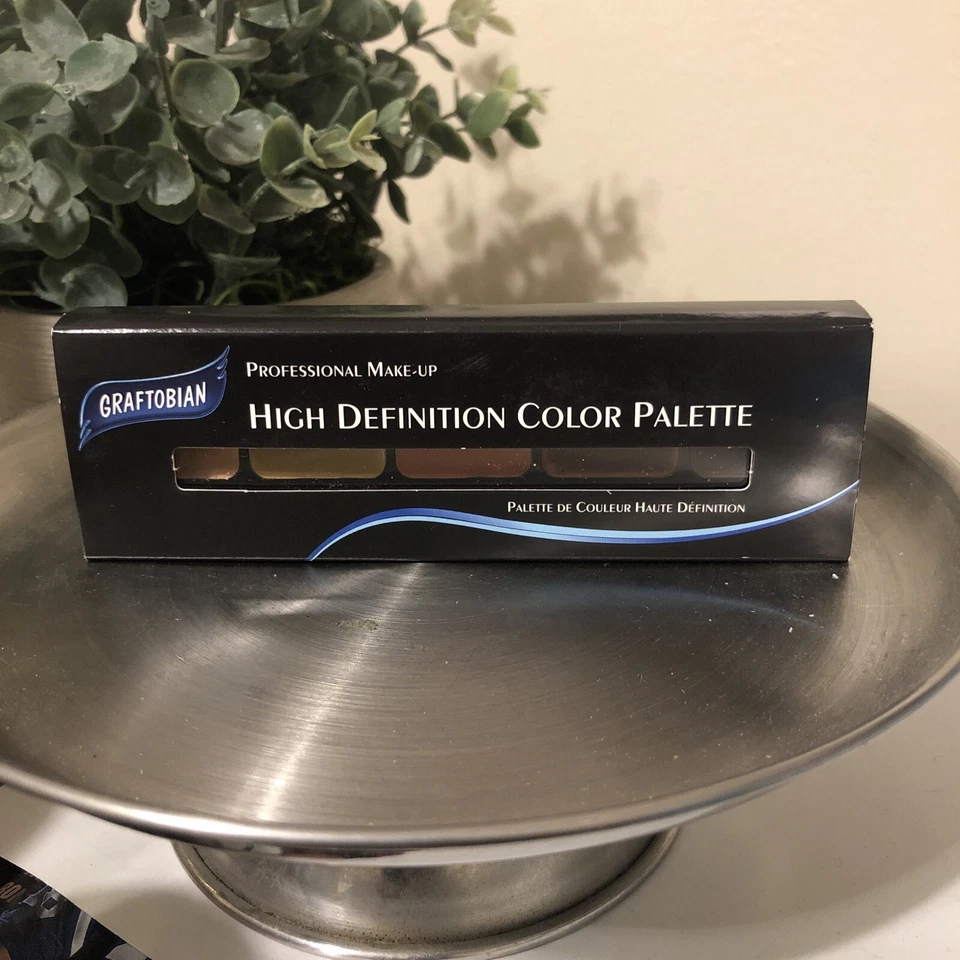 GRAFTOBIAN
PROFESSIONAL MAKE-UP
HIGH DEFINITION COLOR PALETTE
PALETTE DE COULEUR HAUTE DÉFINITION